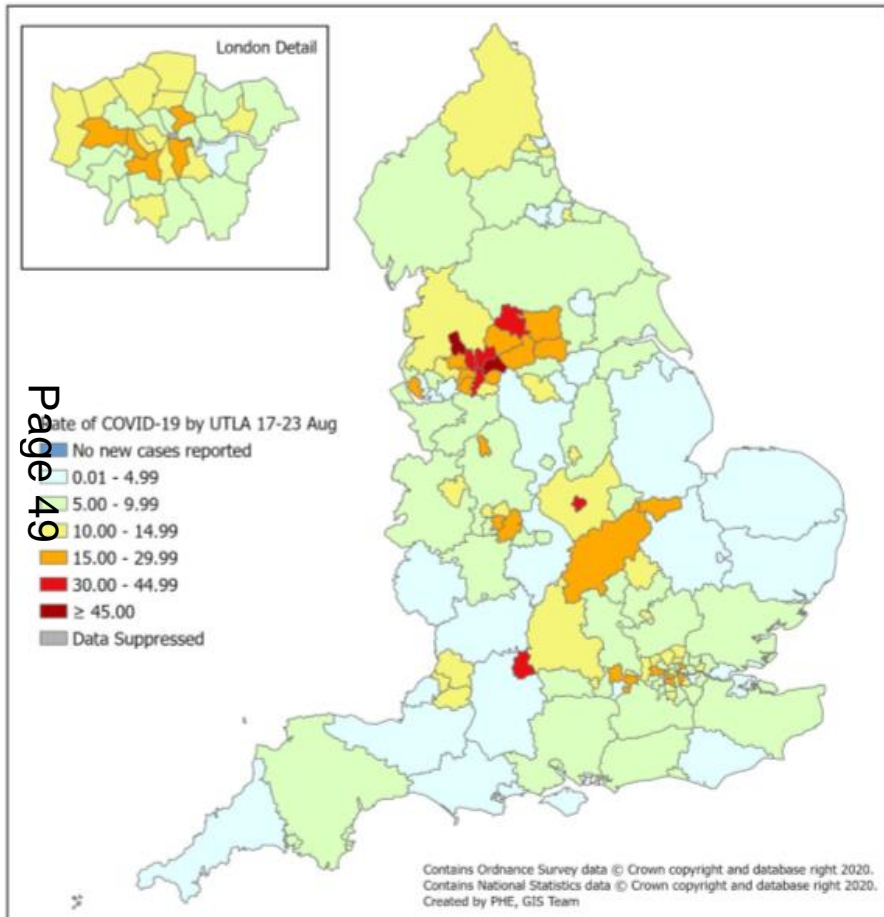 London Detail
Page 49
ate of COVID-19 by UTLA 17-23 Aug
No new cases reported
0.01 - 4.99
5.00 - 9.99
10.00 - 14.99
15.00 - 29.99
30.00 - 44.99
≥ 45.00
Data Suppressed
Contains Ordnance Survey data © Crown copyright and database right 2020.
Contains National Statistics data © Crown copyright and database right 2020.
Created by PHE, GIS Team